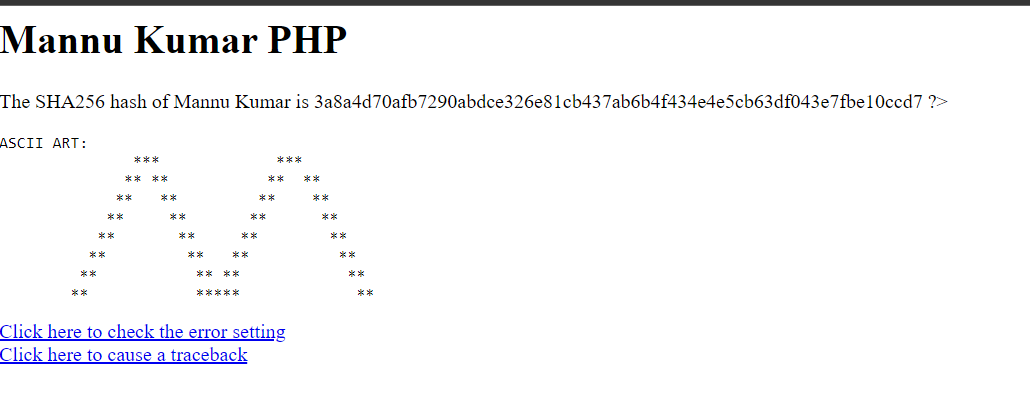 Mannu Kumar PHP
The SHA256 hash of Mannu Kumar is 3a8a4d70afb7290abdce326e81cb437ab6b4f434e4e5cb63df043e7fbe10ccd7 ?>
ASCII ART:
               ***             ***
              ** **           **  **
             **   **         **    **
            **     **       **      **
           **       **     **        **
          **         **   **          **
         **           ** **            **
        **            *****             **
Click here to check the error setting
Click here to cause a traceback